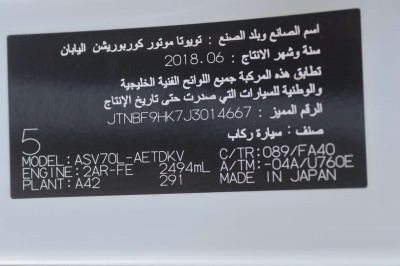 اسم الصانع وبلد الصنع : تويوتا موتور كوربوريشن اليابان
سنة وشهر الانتاج : 2018.06
تطابق هذه المركبة جميع اللوائح الفنية الخليجية
والوطنية للسيارات التي صدرت حتى تاريخ الإنتاج
الرقم المميز : JTNBF9HK7J3014667
صنف : سيارة ركاب
5
MODEL: ASV70L-AETDKV C/TR: 089/FA40
ENGINE: 2AR-FE 2494mL A/TM: -04A/U760E
PLANT: A42 291 MADE IN JAPAN